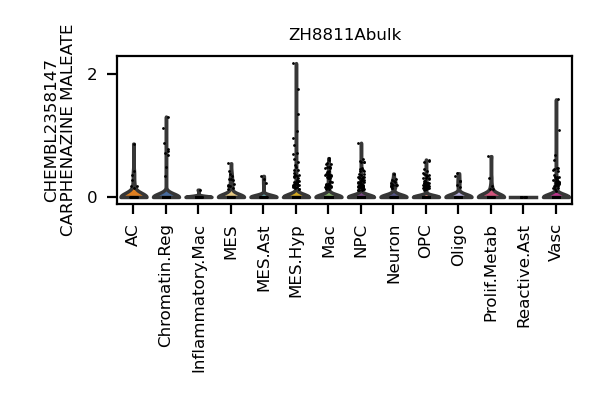 ZH8811Abulk
CHEMBL2358147
CARPHENAZINE MALEATE
2
0
AC
Chromatin.Reg
Inflammatory.Mac
MES
MES.Ast
MES.Hyp
Mac
NPC
Neuron
OPC
Oligo
Prolif.Metab
Reactive.Ast
Vasc